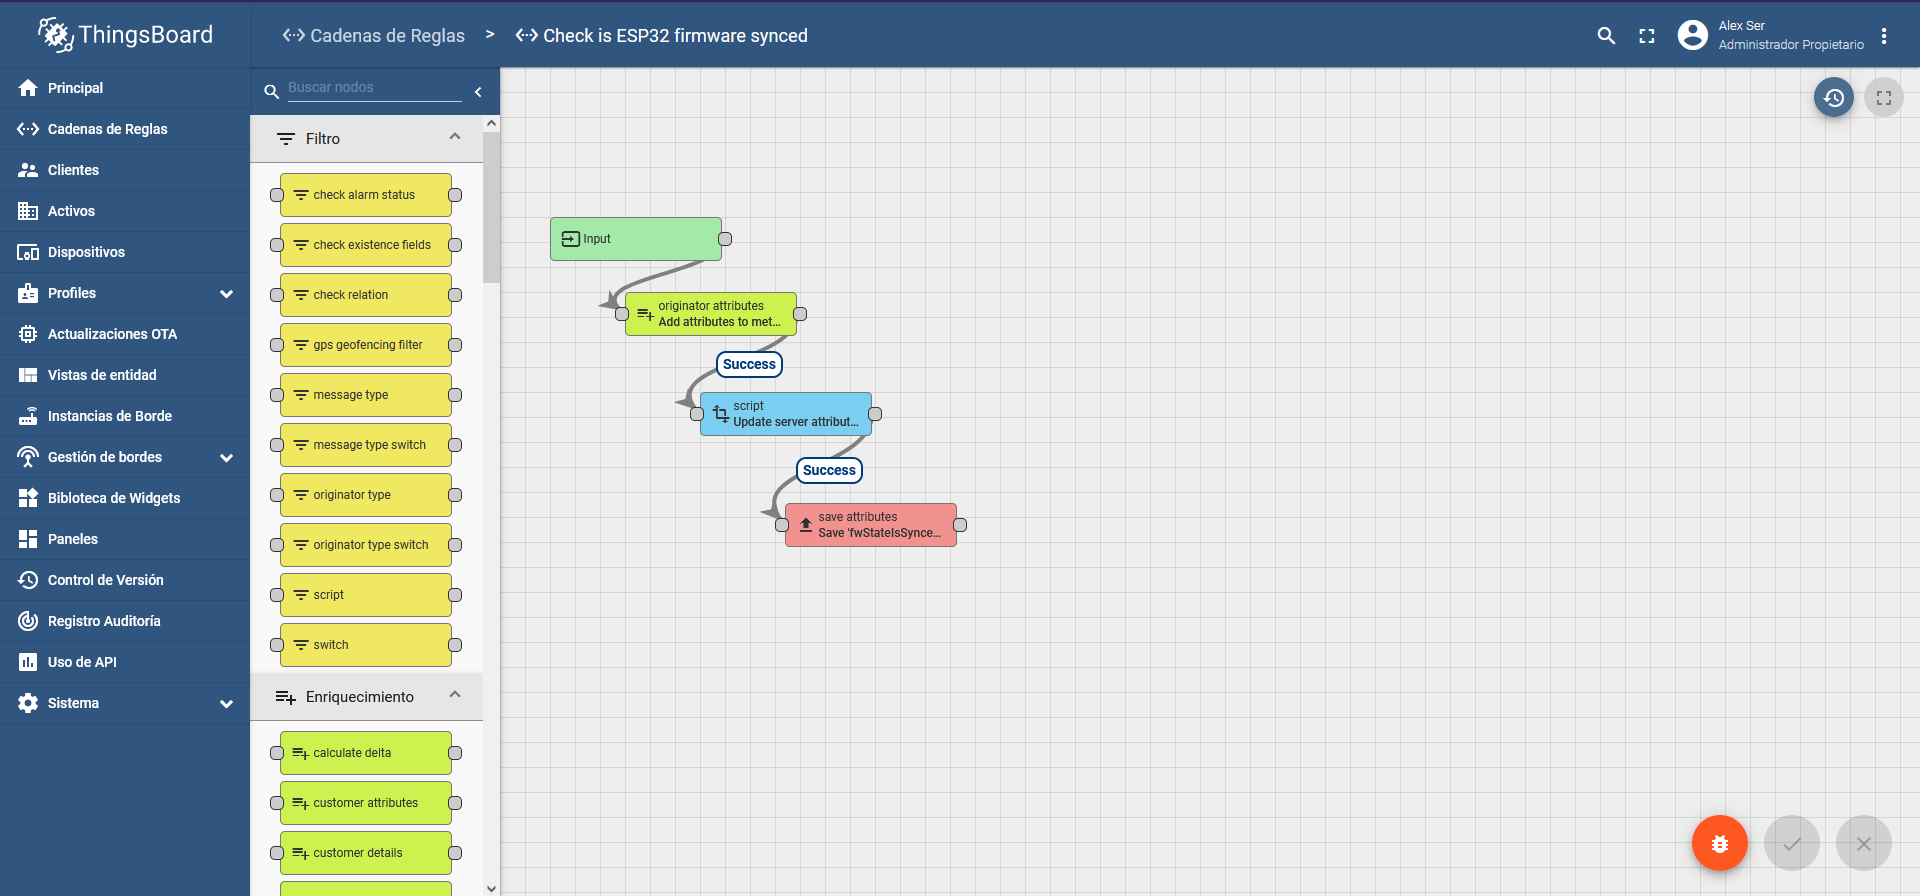 ThingsBoard
Cadenas de Reglas > Check is ESP32 firmware synced
Alex Ser
Administrador Propietario
Principal
Cadenas de Reglas
Clientes
Activos
Dispositivos
Profiles
Actualizaciones OTA
Vistas de entidad
Instancias de Borde
Gestión de bordes
Bibloteca de Widgets
Paneles
Control de Versión
Registro Auditoría
Uso de API
Sistema
Buscar nodos
Filtro
check alarm status
check existence fields
check relation
gps geofencing filter
message type
message type switch
originator type
originator type switch
script
switch
Enriquecimiento
calculate delta
customer attributes
customer details
Input
originator attributes
Add attributes to met...
Success
script
Update server attribut...
Success
save attributes
Save 'fwStateIsSynce...